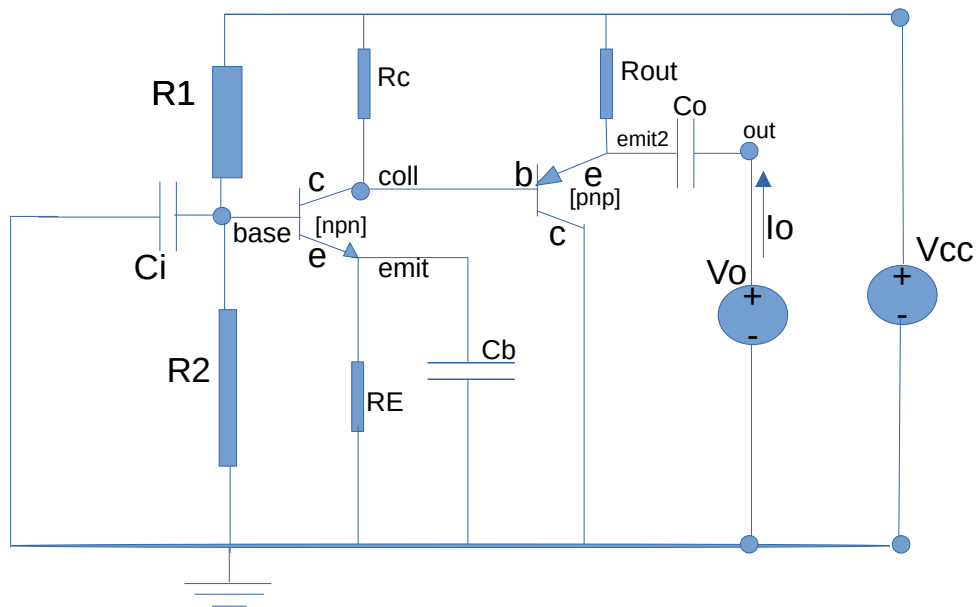 R1
Rc
Rout
Co
out
emit2
c
coll
b
e
[pnp]
base
[npn]
e
emit
c
Io
Ci
Vo
Vcc
+
-
+
-
Cb
R2
RE